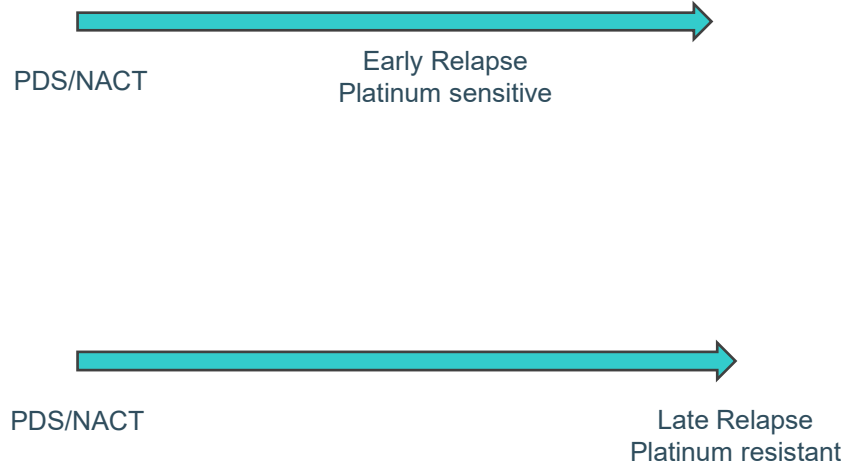 PDS/NACT
Early Relapse
Platinum sensitive
PDS/NACT
Late Relapse
Platinum resistant